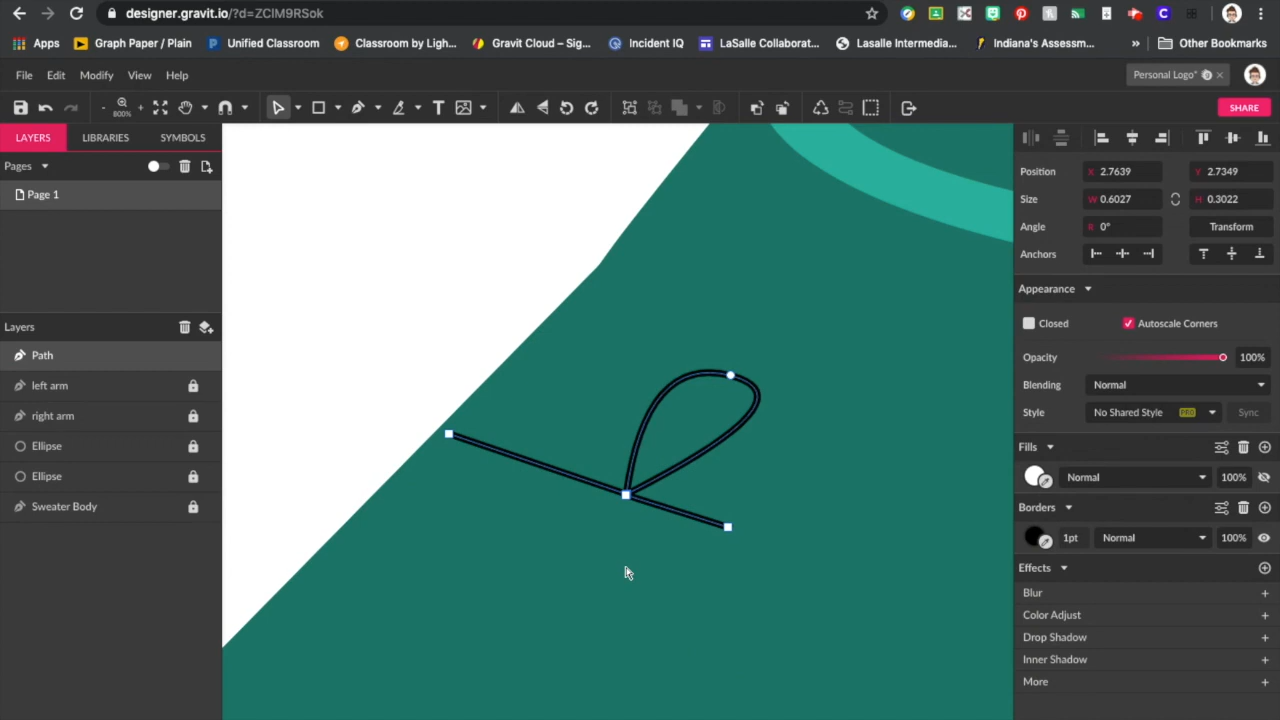 designer.gravit.io/?d=ZClM9RSok
Apps Graph Paper / Plain Unified Classroom Classroom by Ligh... Gravit Cloud – Sig... Incident IQ LaSalle Collaborat... Lasalle Intermedia... Indiana's Assessm... » Other Bookmarks
File Edit Modify View Help Personal Logo*
- 800% + SHARE
LAYERS LIBRARIES SYMBOLS
Pages
Position X 2.7639 Y 2.7349
Page 1
Size W 0.6027 H 0.3022
Angle R 0° Transform
Anchors
Appearance
Layers
Closed Autoscale Corners
Path
Opacity 100%
left arm
Blending Normal
right arm
Style No Shared Style PRO Sync
Ellipse
Fills
Ellipse
Normal 100%
Sweater Body
Borders
1pt Normal 100%
Effects
Blur +
Color Adjust +
Drop Shadow +
Inner Shadow +
More +